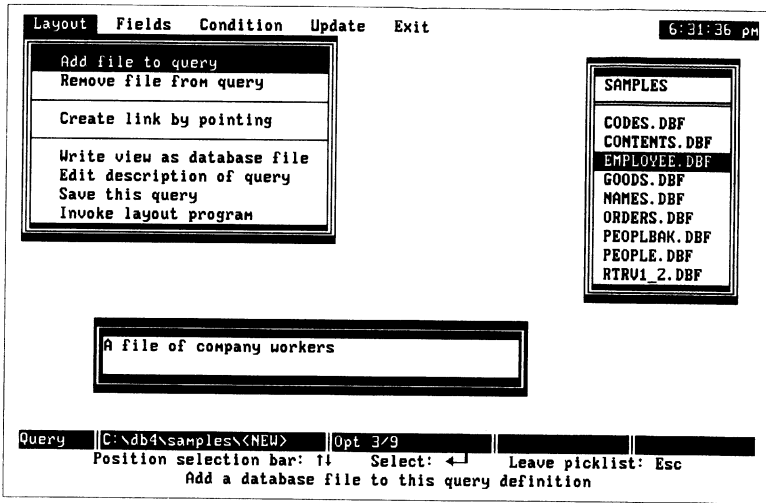 Layout Fields Condition Update Exit 6:31:36 pm
Add file to query
Remove file from query
Create link by pointing
Write view as database file
Edit description of query
Save this query
Invoke layout program
SAMPLES
CODES.DBF
CONTENTS.DBF
EMPLOYEE.DBF
GOODS.DBF
NAMES.DBF
ORDERS.DBF
PEOPLBAK.DBF
PEOPLE.DBF
RTRV1_2.DBF
A file of company workers
Query C:\db4\samples\<NEW> Opt 3/9
Position selection bar: ↑↓ Select: ↵ Leave picklist: Esc
Add a database file to this query definition